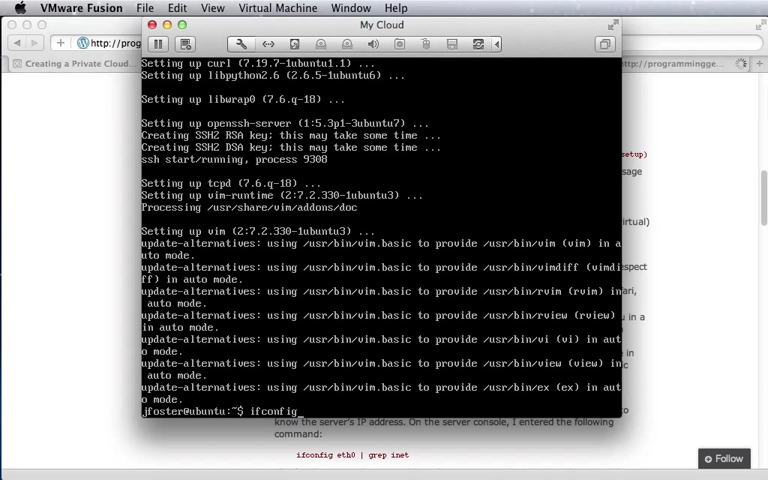 VMware Fusion File Edit View Virtual Machine Window Help
My Cloud
http://prog
Creating a Private Cloud...
http://programmingge...
Setting up curl (7.19.7-1ubuntu1.1) ...
Setting up libpython2.6 (2.6.5-1ubuntu6) ...
Setting up libwrap0 (7.6.q-18) ...
Setting up openssh-server (1:5.3p1-3ubuntu7) ...
Creating SSH2 RSA key; this may take some time ...
Creating SSH2 DSA key; this may take some time ...
ssh start/running, process 9308
setup)
sage
Setting up tcpd (7.6.q-18) ...
Setting up vim-runtime (2:7.2.330-1ubuntu3) ...
Processing /usr/share/vim/addons/doc
virtual)
Setting up vim (2:7.2.330-1ubuntu3) ...
update-alternatives: using /usr/bin/vim.basic to provide /usr/bin/vim (vim) in a
uto mode.
update-alternatives: using /usr/bin/vim.basic to provide /usr/bin/vimdiff (vimdi
ff) in auto mode.
espect
update-alternatives: using /usr/bin/vim.basic to provide /usr/bin/rvim (rvim) in
auto mode.
ari,
update-alternatives: using /usr/bin/vim.basic to provide /usr/bin/rview (rview)
in auto mode.
u in a
update-alternatives: using /usr/bin/vim.basic to provide /usr/bin/vi (vi) in aut
o mode.
e in
update-alternatives: using /usr/bin/vim.basic to provide /usr/bin/view (view) in
auto mode.
update-alternatives: using /usr/bin/vim.basic to provide /usr/bin/ex (ex) in aut
o mode.
jfoster@ubuntu:~$ ifconfig_
to
know the server's IP address. On the server console, I entered the following
command:
ifconfig eth0 | grep inet
Follow